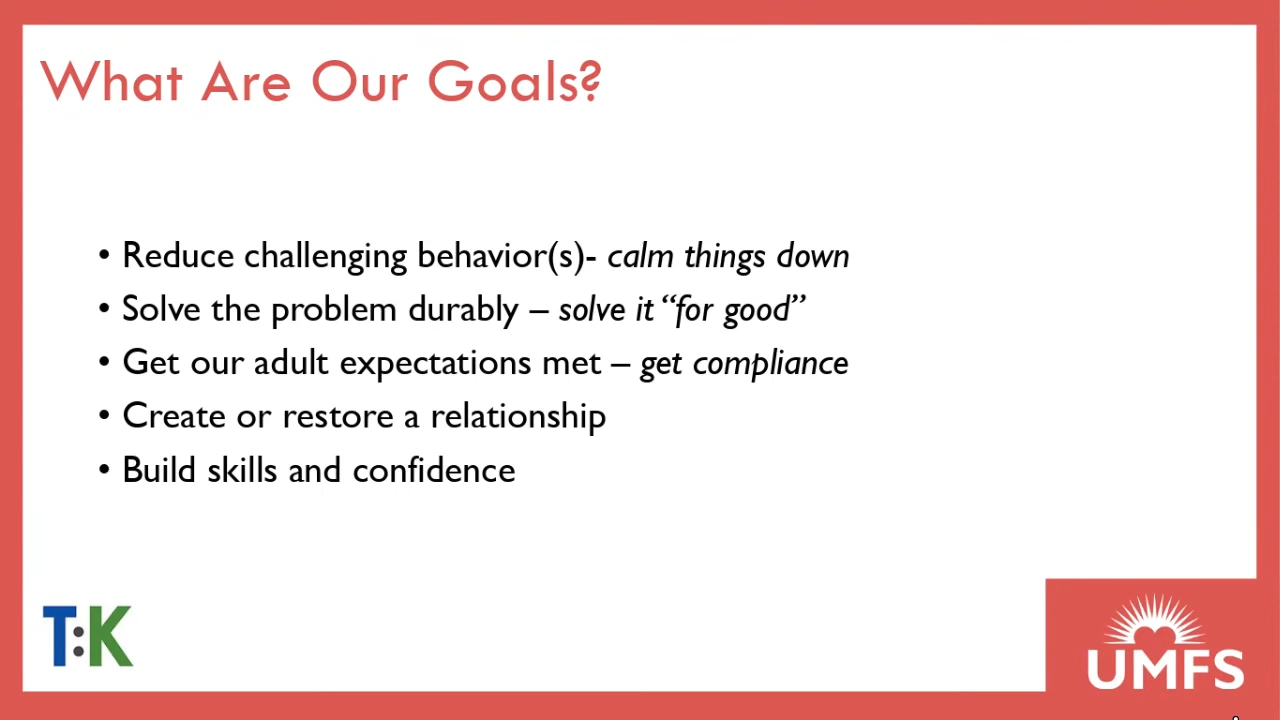 What Are Our Goals?
• Reduce challenging behavior(s)- calm things down
• Solve the problem durably – solve it “for good”
• Get our adult expectations met – get compliance
• Create or restore a relationship
• Build skills and confidence
T:K
UMFS